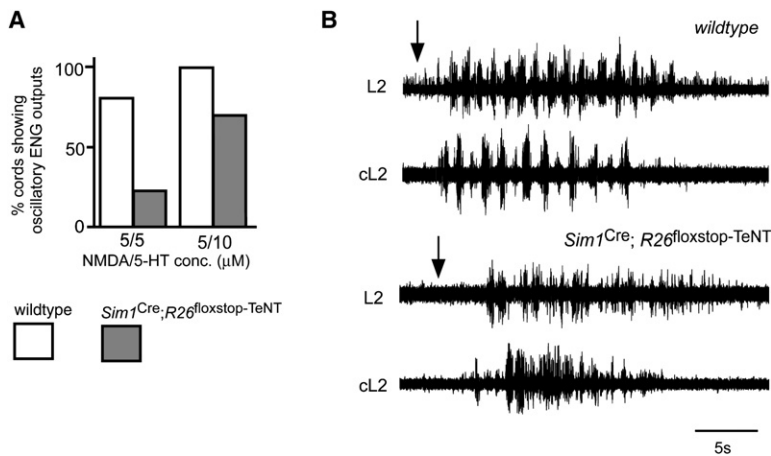 A
% cords showing
oscillatory ENG outputs
100%
50
0
5/5
5/10
NMDA/5-HT conc. (μM)
wildtype
Sim1Cre;R26floxstop-TeNT
B
wildtype
L2
cL2
Sim1Cre; R26floxstop-TeNT
L2
cL2
5s